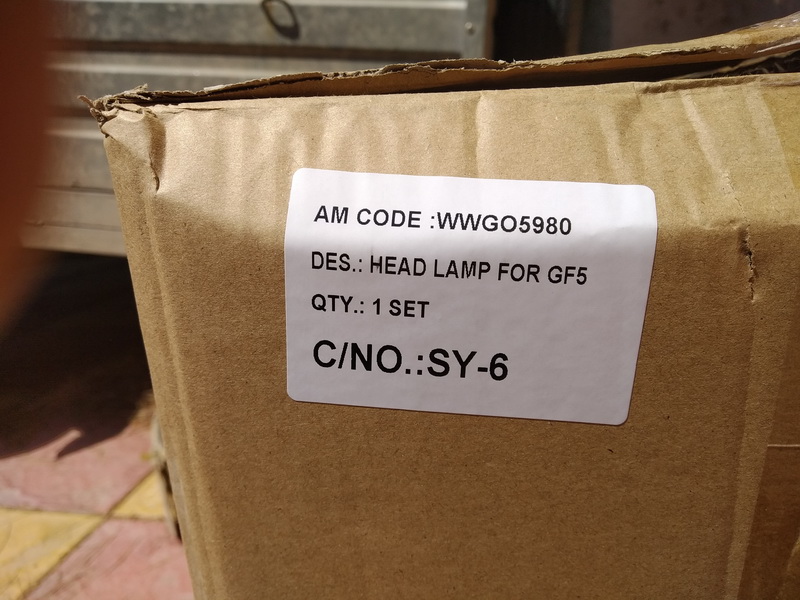 AM CODE :WWGO5980
DES.: HEAD LAMP FOR GF5
QTY.: 1 SET
C/NO.:SY-6